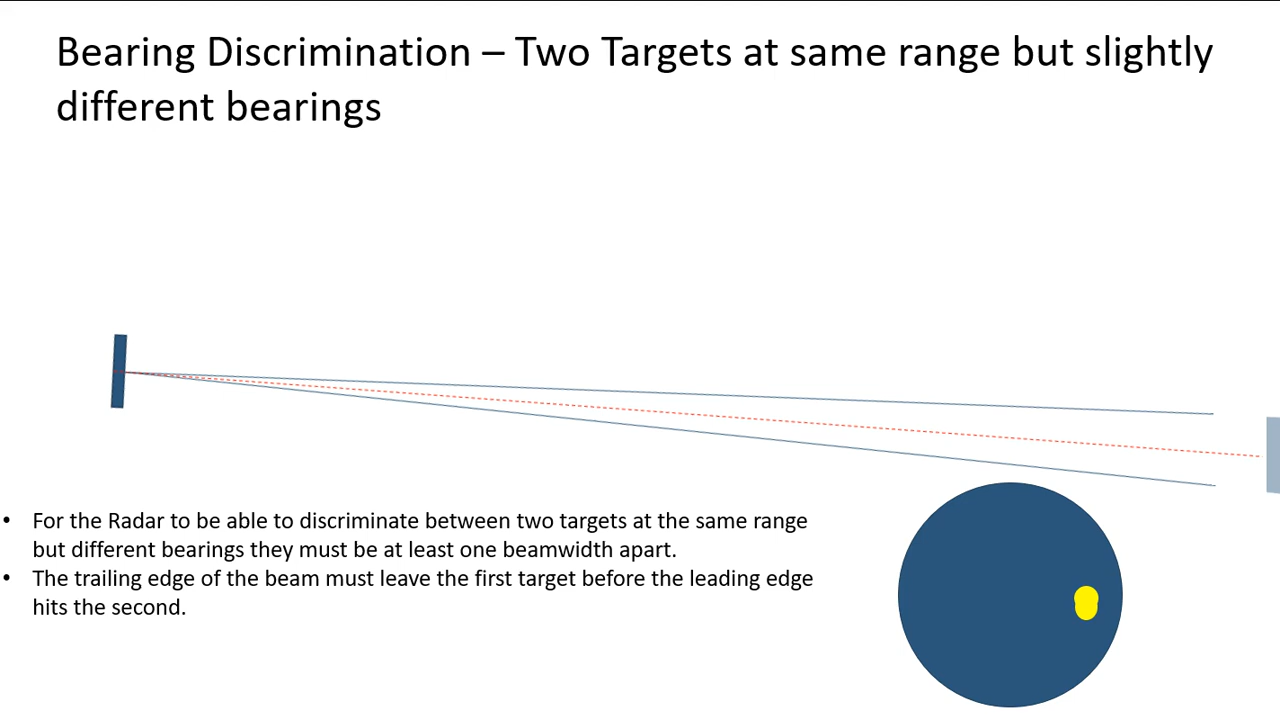 Bearing Discrimination – Two Targets at same range but slightly
different bearings
• For the Radar to be able to discriminate between two targets at the same range
but different bearings they must be at least one beamwidth apart.
• The trailing edge of the beam must leave the first target before the leading edge
hits the second.